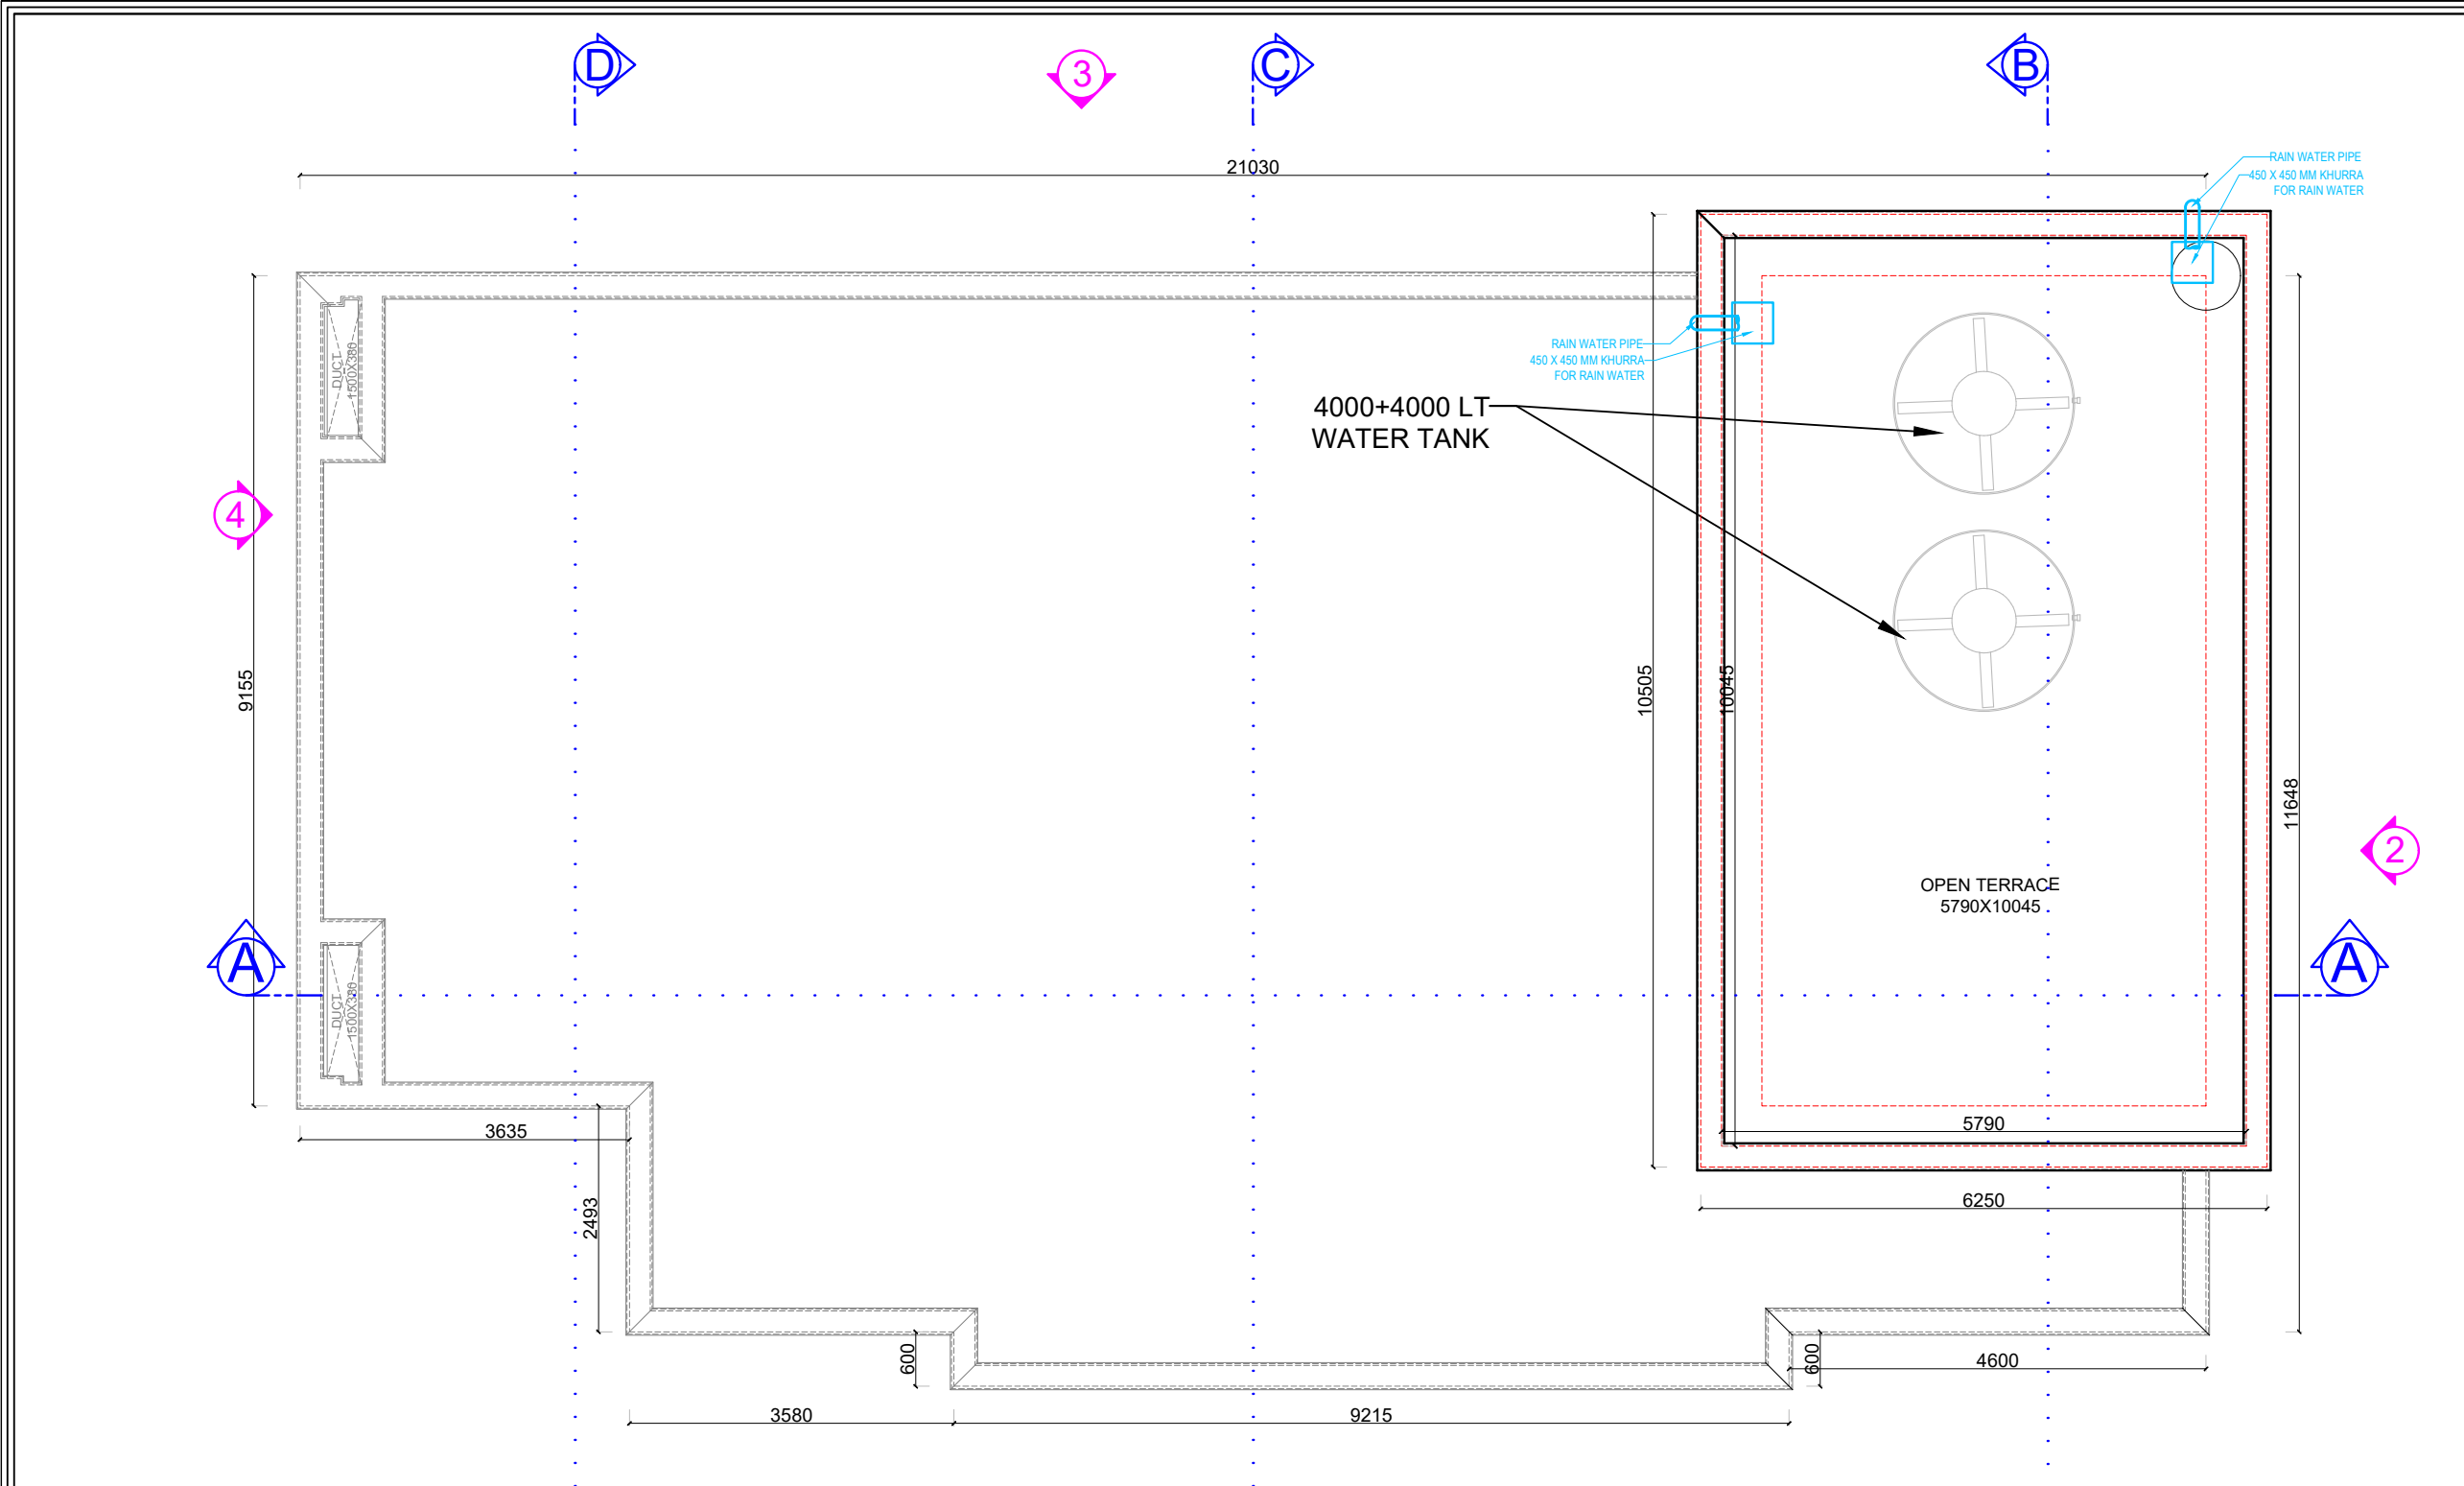 D
3
C
B
RAIN WATER PIPE
450 X 450 MM KHURRA
FOR RAIN WATER
21030
RAIN WATER PIPE
450 X 450 MM KHURRA
FOR RAIN WATER
DUCT
1500X380
4000+4000 LT
WATER TANK
4
9155
10505
10045
11648
2
OPEN TERRACE
5790X10045
A
A
DUCT
1500X380
3635
5790
2493
6250
600
600
4600
3580
9215